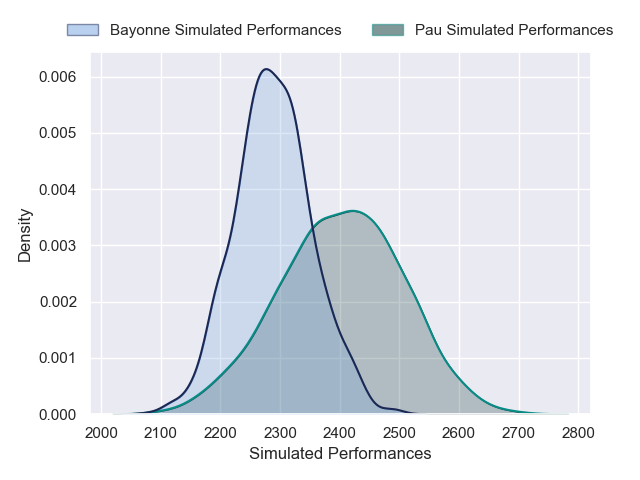 Bayonne Simulated Performances
Pau Simulated Performances
0.006
0.005
0.004
0.003
0.002
0.001
0.000
Density
2000 2100 2200 2300 2400 2500 2600 2700 2800
Simulated Performances